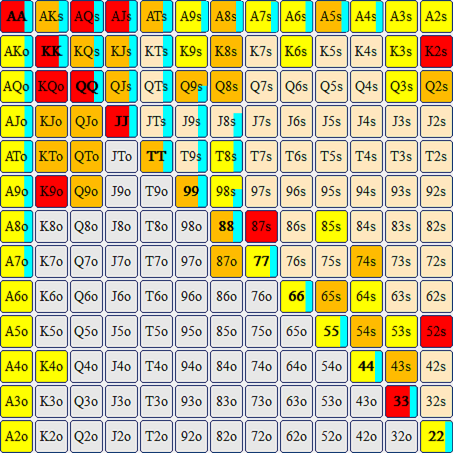 AA AKs AQs AJs ATs A9s A8s A7s A6s A5s A4s A3s A2s
AKo KK KQs KJs KTs K9s K8s K7s K6s K5s K4s K3s K2s
AQo KQo QQ QJs QTs Q9s Q8s Q7s Q6s Q5s Q4s Q3s Q2s
AJo KJo QJo JJ JTs J9s J8s J7s J6s J5s J4s J3s J2s
ATo KTo QTo JTo TT T9s T8s T7s T6s T5s T4s T3s T2s
A9o K9o Q9o J9o T9o 99 98s 97s 96s 95s 94s 93s 92s
A8o K8o Q8o J8o T8o 98o 88 87s 86s 85s 84s 83s 82s
A7o K7o Q7o J7o T7o 97o 87o 77 76s 75s 74s 73s 72s
A6o K6o Q6o J6o T6o 96o 86o 76o 66 65s 64s 63s 62s
A5o K5o Q5o J5o T5o 95o 85o 75o 65o 55 54s 53s 52s
A4o K4o Q4o J4o T4o 94o 84o 74o 64o 54o 44 43s 42s
A3o K3o Q3o J3o T3o 93o 83o 73o 63o 53o 43o 33 32s
A2o K2o Q2o J2o T2o 92o 82o 72o 62o 52o 42o 32o 22